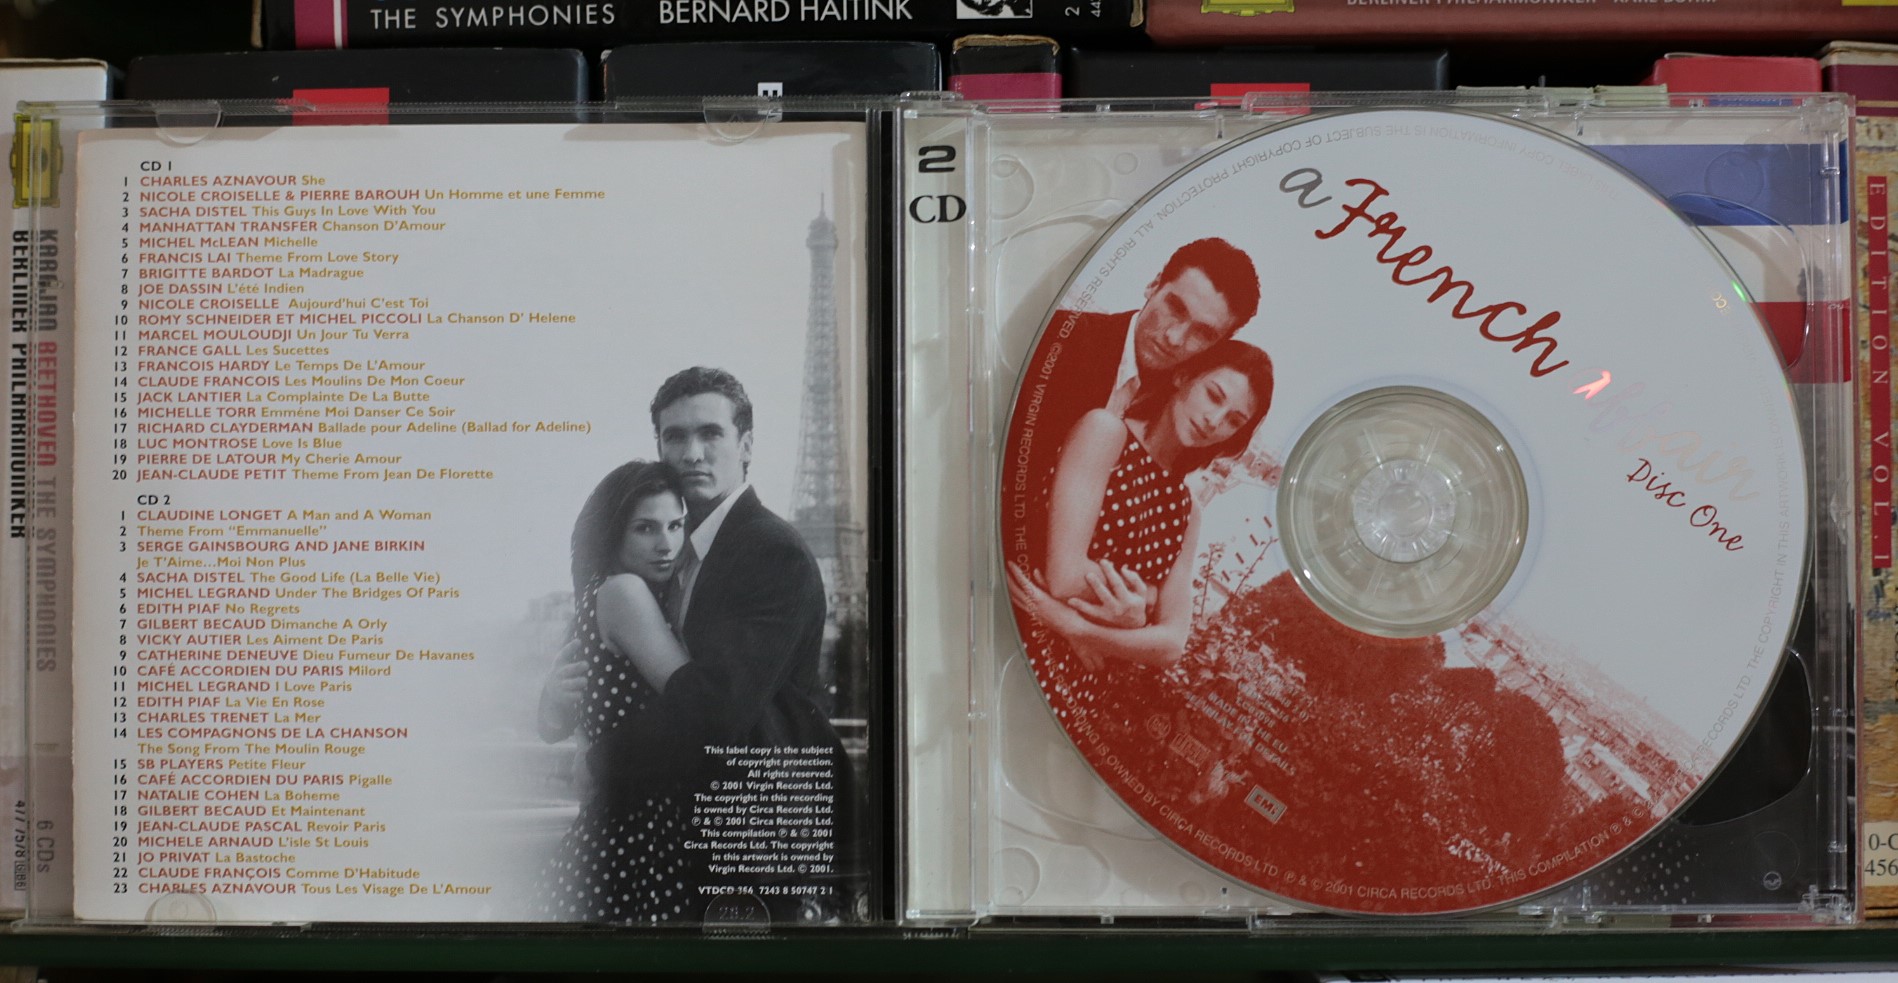 THE SYMPHONIES BERNARD HAITINK
CD 1
1 CHARLES AZNAVOUR She
2 NICOLE CROISELLE & PIERRE BAROUH Un Homme et une Femme
3 SACHA DISTEL This Guys In Love With You
4 MANHATTAN TRANSFER Chanson D'Amour
5 MICHEL McLEAN Michelle
6 FRANCIS LAI Theme From Love Story
7 BRIGITTE BARDOT La Madrague
8 JOE DASSIN L'été Indien
9 NICOLE CROISELLE Aujourd'hui C'est Toi
10 ROMY SCHNEIDER ET MICHEL PICCOLI La Chanson D' Helene
11 MARCEL MOULOUDJI Un Jour Tu Verra
12 FRANCE GALL Les Sucettes
13 FRANCOIS HARDY Le Temps De L'Amour
14 CLAUDE FRANCOIS Les Moulins De Mon Coeur
15 JACK LANTIER La Complainte De La Butte
16 MICHELLE TORR Emméne Moi Danser Ce Soir
17 RICHARD CLAYDERMAN Ballade pour Adeline (Ballad for Adeline)
18 LUC MONTROSE Love Is Blue
19 PIERRE DE LATOUR My Cherie Amour
20 JEAN-CLAUDE PETIT Theme From Jean De Florette
CD 2
1 CLAUDINE LONGET A Man and A Woman
2 Theme From "Emmanuelle"
3 SERGE GAINSBOURG AND JANE BIRKIN
Je T'Aime...Moi Non Plus
4 SACHA DISTEL The Good Life (La Belle Vie)
5 MICHEL LEGRAND Under The Bridges Of Paris
6 EDITH PIAF No Regrets
7 GILBERT BECAUD Dimanche A Orly
8 VICKY AUTIER Les Aiment De Paris
9 CATHERINE DENEUVE Dieu Fumeur De Havanes
10 CAFÉ ACCORDIEN DU PARIS Milord
11 MICHEL LEGRAND I Love Paris
12 EDITH PIAF La Vie En Rose
13 CHARLES TRENET La Mer
14 LES COMPAGNONS DE LA CHANSON
The Song From The Moulin Rouge
15 SB PLAYERS Petite Fleur
16 CAFÉ ACCORDIEN DU PARIS Pigalle
17 NATALIE COHEN La Boheme
18 GILBERT BECAUD Et Maintenant
19 JEAN-CLAUDE PASCAL Revoir Paris
20 MICHELE ARNAUD L'isle St Louis
21 JO PRIVAT La Bastoche
22 CLAUDE FRANÇOIS Comme D'Habitude
23 CHARLES AZNAVOUR Tous Les Visage De L'Amour
This label copy is the subject
of copyright protection.
All rights reserved.
© 2001 Virgin Records Ltd.
The copyright in this recording
is owned by Circa Records Ltd.
℗ & © 2001 Circa Records Ltd.
This compilation ℗ & © 2001
Circa Records Ltd. The copyright
in this artwork is owned by
Virgin Records Ltd. © 2001.
VTDCD 356 7243 8 50747 2 1
2
CD
a French affair
Disc One
EMI
KARAJAN BEETHOVEN THE SYMPHONIES
BERLINER PHILHARMONIKER
6 CDs
EDITION VOL.1